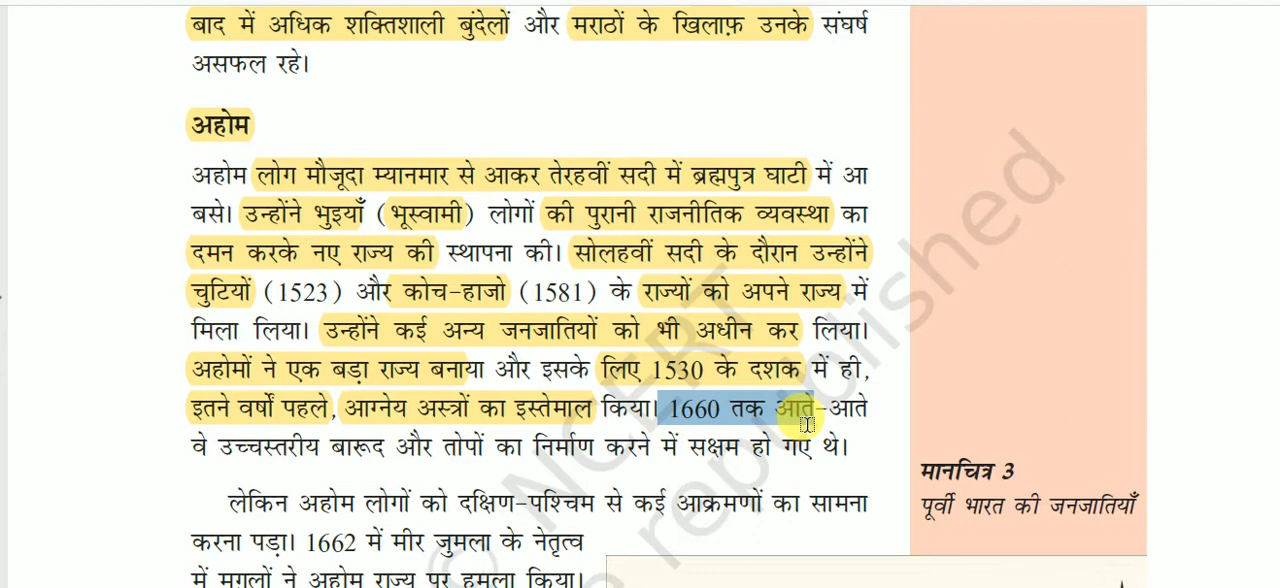 बाद में अधिक शक्तिशाली बुंदेलों और मराठों के खिलाफ़ उनके संघर्ष
असफल रहे।
अहोम
अहोम लोग मौजूदा म्यानमार से आकर तेरहवीं सदी में ब्रह्मपुत्र घाटी में आ
बसे। उन्होंने भुइयाँ (भूस्वामी) लोगों की पुरानी राजनीतिक व्यवस्था का
दमन करके नए राज्य की स्थापना की। सोलहवीं सदी के दौरान उन्होंने
चुटियों (1523) और कोच-हाजो (1581) के राज्यों को अपने राज्य में
मिला लिया। उन्होंने कई अन्य जनजातियों को भी अधीन कर लिया।
अहोमों ने एक बड़ा राज्य बनाया और इसके लिए 1530 के दशक में ही,
इतने वर्षों पहले, आग्नेय अस्त्रों का इस्तेमाल किया। 1660 तक आते-आते
वे उच्चस्तरीय बारूद और तोपों का निर्माण करने में सक्षम हो गए थे।
लेकिन अहोम लोगों को दक्षिण-पश्चिम से कई आक्रमणों का सामना
करना पड़ा। 1662 में मीर जुमला के नेतृत्व
में मुग़लों ने अहोम राज्य पर हमला किया।
मानचित्र 3
पूर्वी भारत की जनजातियाँ
© NCERT
republished